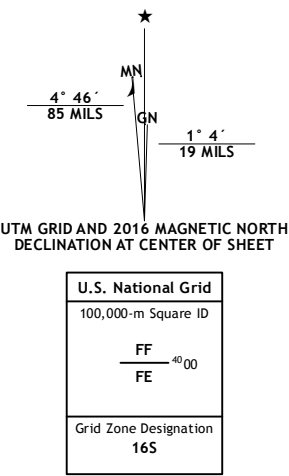 MN
GN
4° 46´
85 MILS
1° 4´
19 MILS
UTM GRID AND 2016 MAGNETIC NORTH
DECLINATION AT CENTER OF SHEET
U.S. National Grid
100,000-m Square ID
FF
4000
FE
Grid Zone Designation
16S